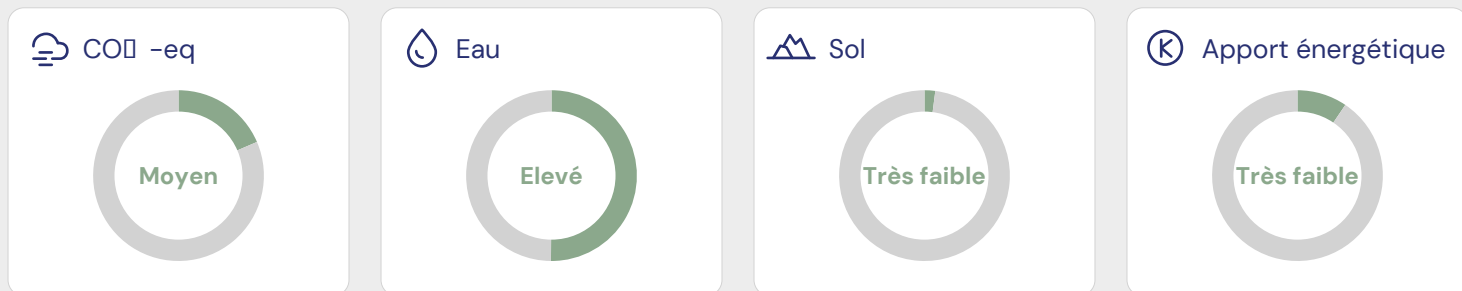 CO▯ -eq
Eau
Sol
Apport énergétique
Moyen
Elevé
Très faible
Très faible